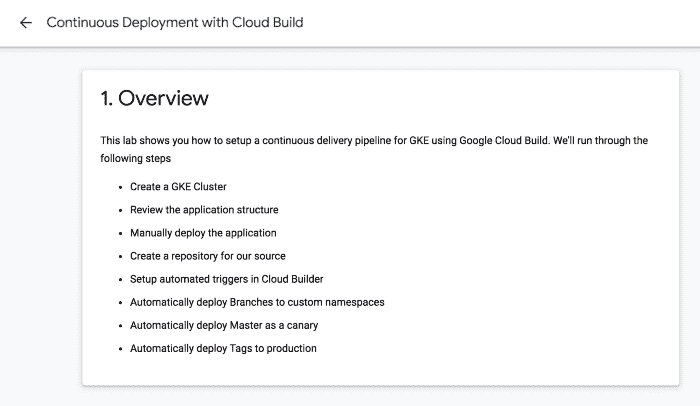 Continuous Deployment with Cloud Build
1. Overview
This lab shows you how to setup a continuous delivery pipeline for GKE using Google Cloud Build. We'll run through the
following steps
• Create a GKE Cluster
• Review the application structure
• Manually deploy the application
• Create a repository for our source
• Setup automated triggers in Cloud Builder
• Automatically deploy Branches to custom namespaces
• Automatically deploy Master as a canary
• Automatically deploy Tags to production